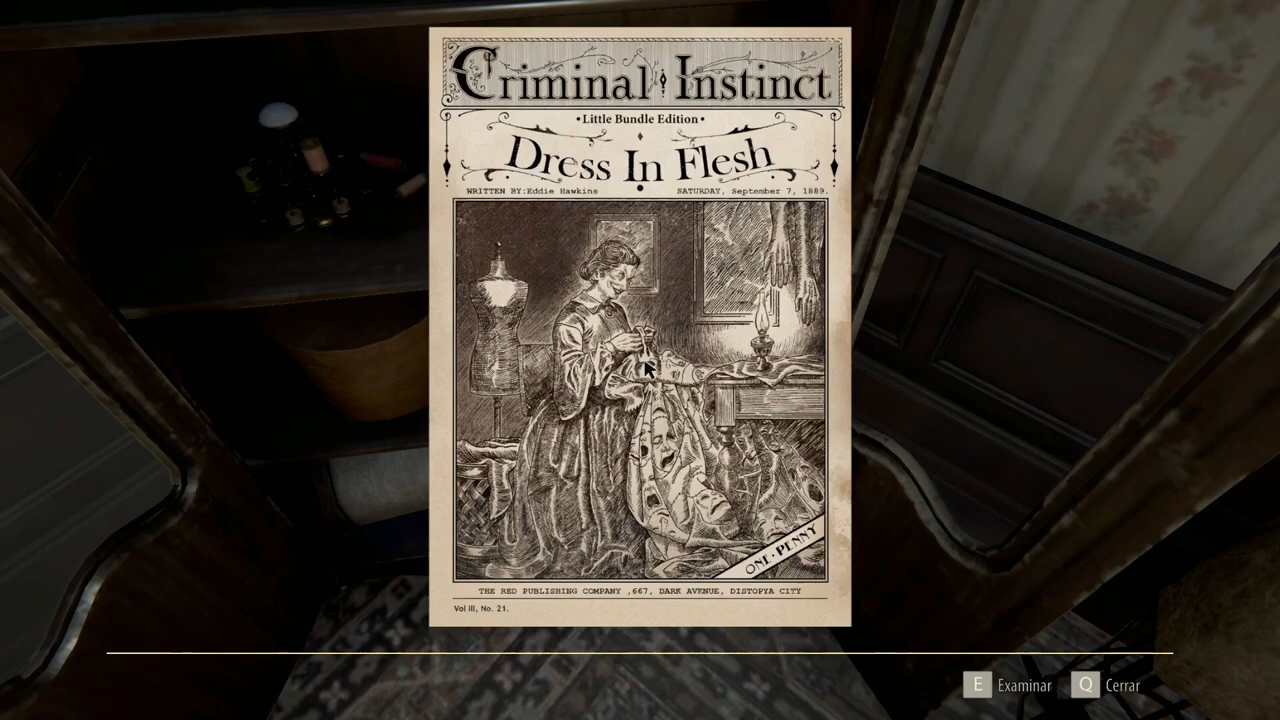 Criminal Instinct
•Little Bundle Edition•
Dress In Flesh
WRITTEN BY:Eddie Hawkins
SATURDAY, September 7, 1889.
ONE·PENNY
THE RED PUBLISHING COMPANY ,667, DARK AVENUE, DISTOPYA CITY
Vol III, No. 21.
E Examinar Q Cerrar